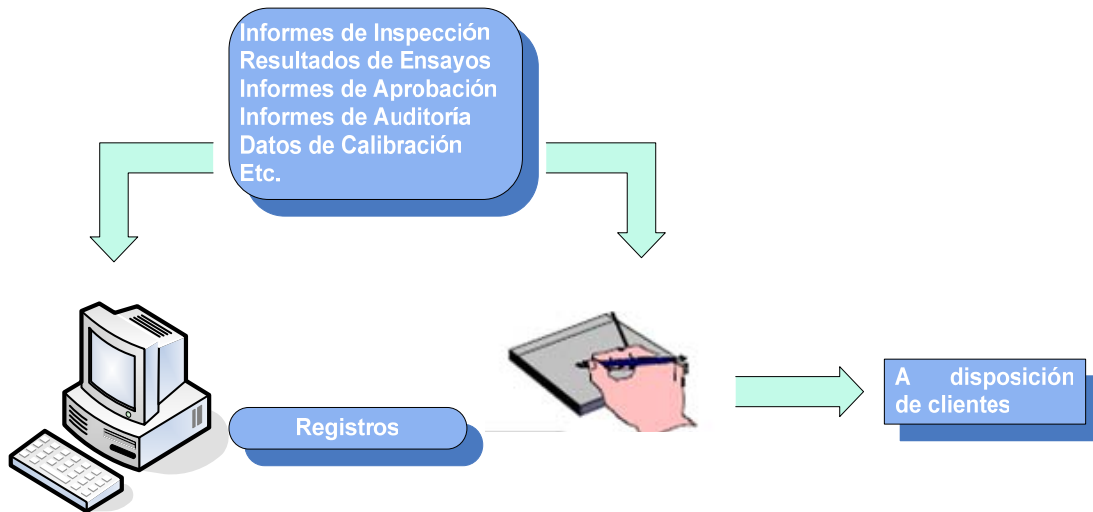 Informes de Inspección
Resultados de Ensayos
Informes de Aprobación
Informes de Auditoría
Datos de Calibración
Etc.
Registros
A disposición
de clientes